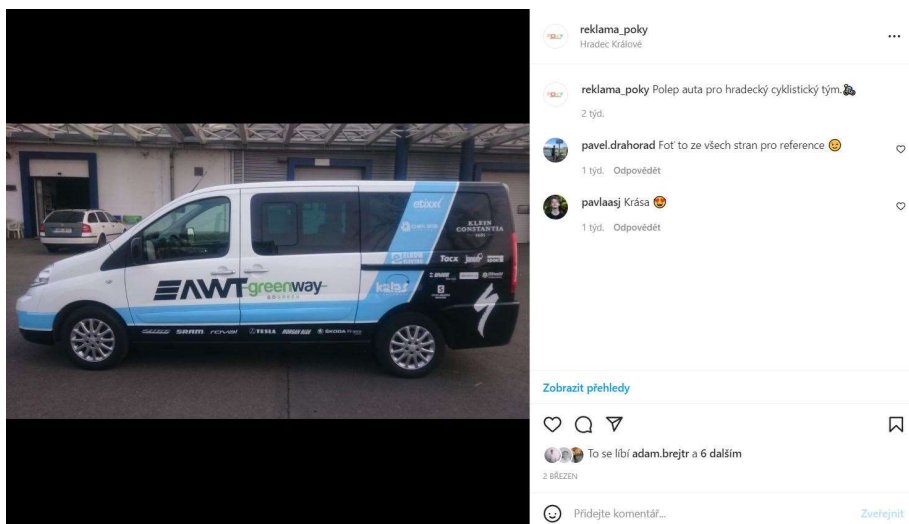 reklama_poky
Hradec Králové
reklama_poky Polep auta pro hradecký cyklistický tým.
2 týd.
pavel.drahorad Foť to ze všech stran pro reference
1 týd. Odpovědět
pavlaasj Krása
1 týd. Odpovědět
Zobrazit přehledy
To se líbí adam.brejtr a 6 dalším
2 BŘEZEN
Přidejte komentář...
Zveřejnit
etixx
KLEIN
CONSTANTIA
Tacx
kalas
AWT greenway
SRAM
TESLA
MORGAN BLUE
ŠKODA